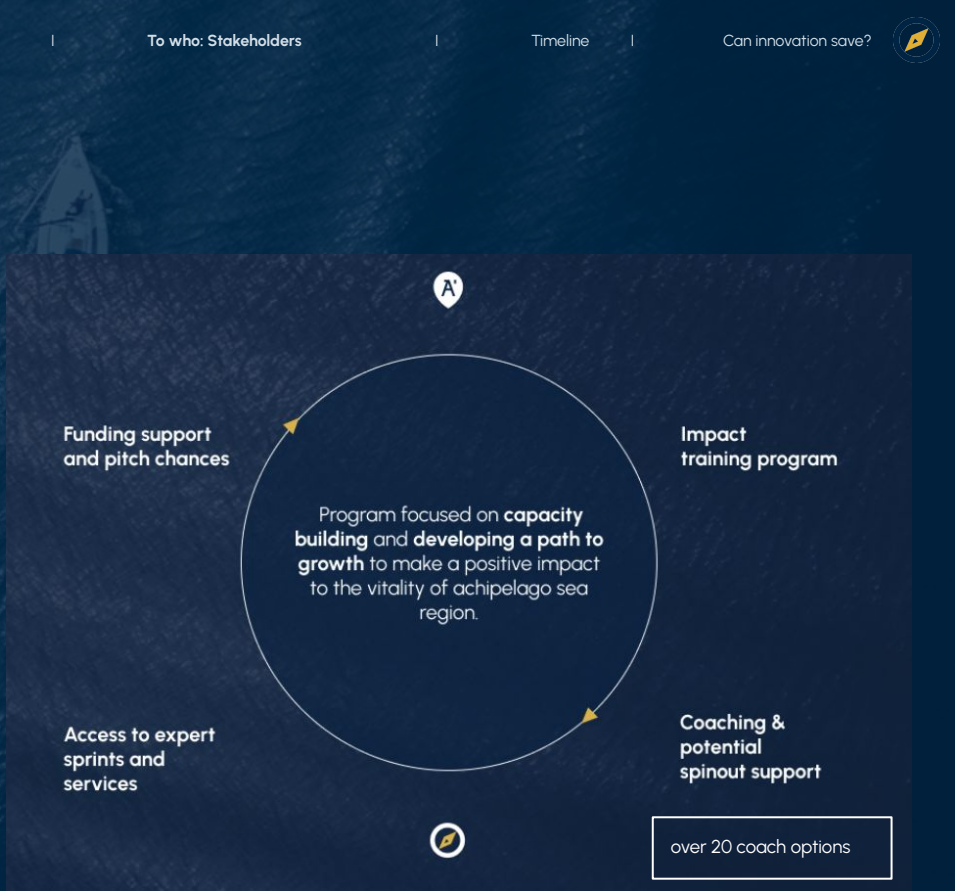 | To who: Stakeholders | Timeline | Can innovation save?
A
Funding support
and pitch chances
Impact
training program
Program focused on capacity
building and developing a path to
growth to make a positive impact
to the vitality of achipelago sea
region.
Access to expert
sprints and
services
Coaching &
potential
spinout support
over 20 coach options